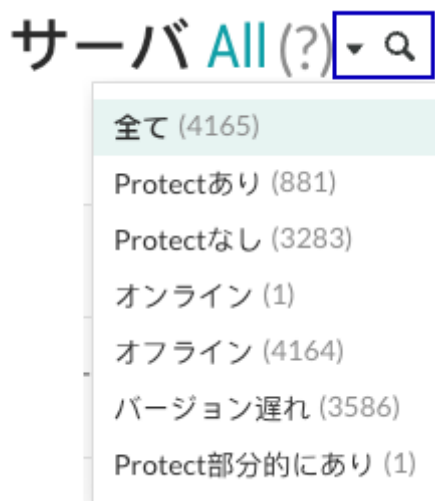 サーバ All (?)
全て (4165)
Protectあり (881)
Protectなし (3283)
オンライン (1)
オフライン (4164)
バージョン遅れ (3586)
Protect部分的にあり (1)